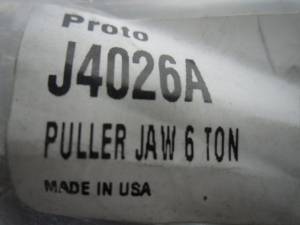 Proto
J4026A
PULLER JAW 6 TON
MADE IN USA